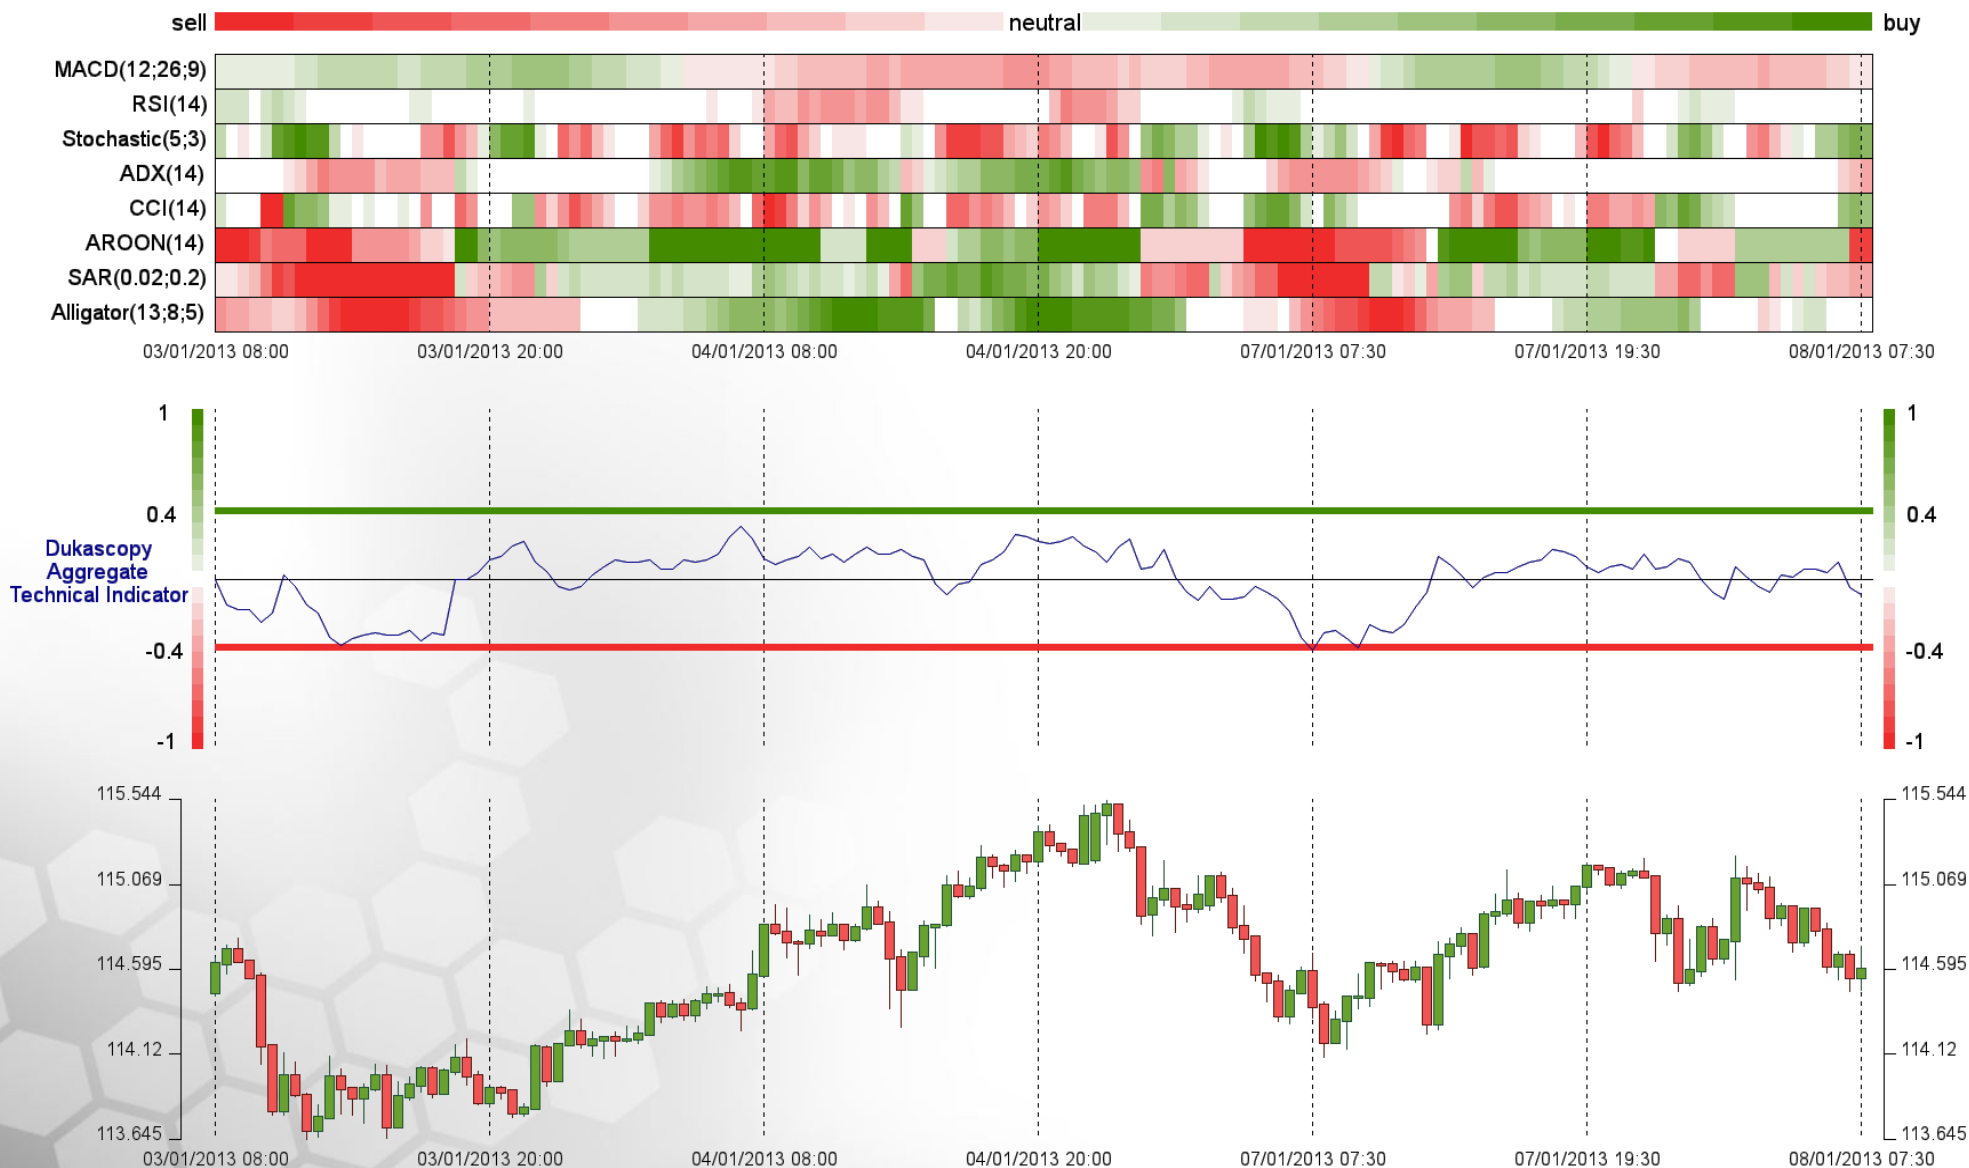 sell neutral buy
MACD(12;26;9)
RSI(14)
Stochastic(5;3)
ADX(14)
CCI(14)
AROON(14)
SAR(0.02;0.2)
Alligator(13;8;5)
03/01/2013 08:00 03/01/2013 20:00 04/01/2013 08:00 04/01/2013 20:00 07/01/2013 07:30 07/01/2013 19:30 08/01/2013 07:30
1 1
0.4 0.4
Dukascopy
Aggregate
Technical Indicator
-0.4 -0.4
-1 -1
115.544 115.544
115.069 115.069
114.595 114.595
114.12 114.12
113.645 113.645
03/01/2013 08:00 03/01/2013 20:00 04/01/2013 08:00 04/01/2013 20:00 07/01/2013 07:30 07/01/2013 19:30 08/01/2013 07:30